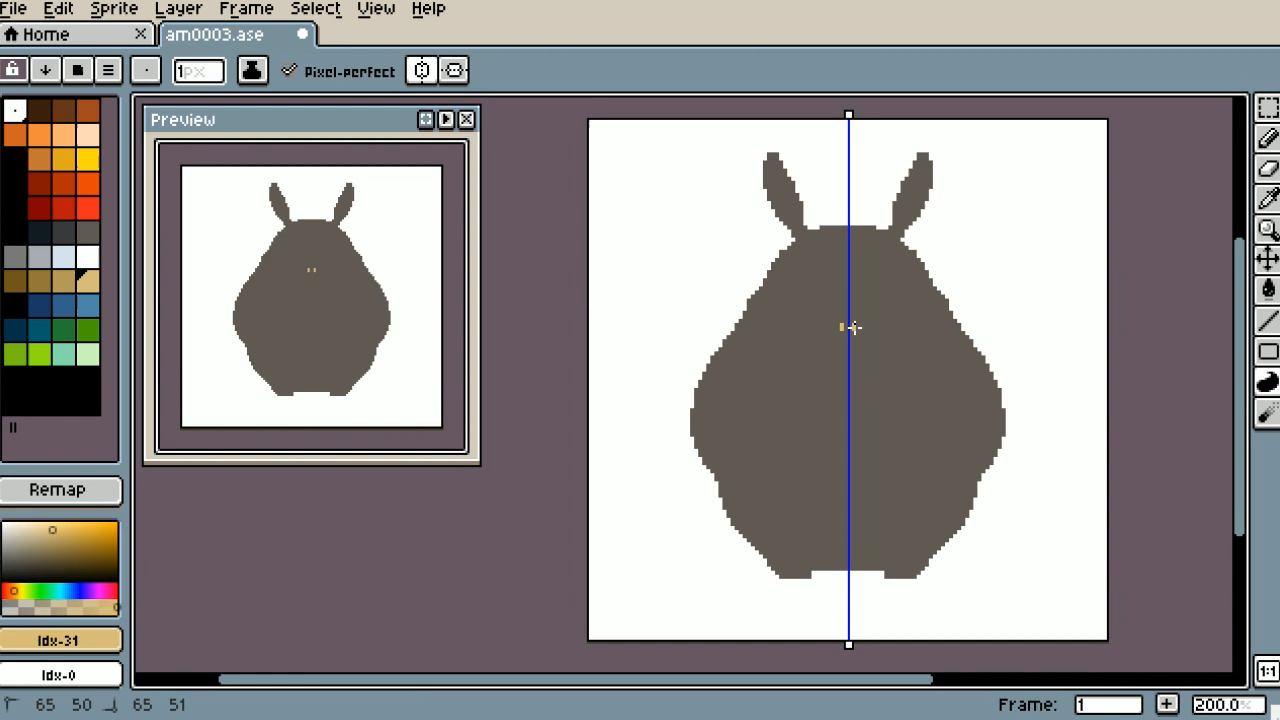 File Edit Sprite Layer Frame Select View Help
Home am0003.ase
1px Pixel-perfect
Preview
Remap
Idx-31
Idx-0
65 50 65 51
Frame: 1 200.0%
1:1